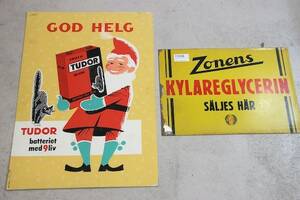 GOD HELG
TUDOR
TUDOR
batteriet
med 9 liv
Zonens
KYLAREGLYCERIN
SÄLJES HÄR